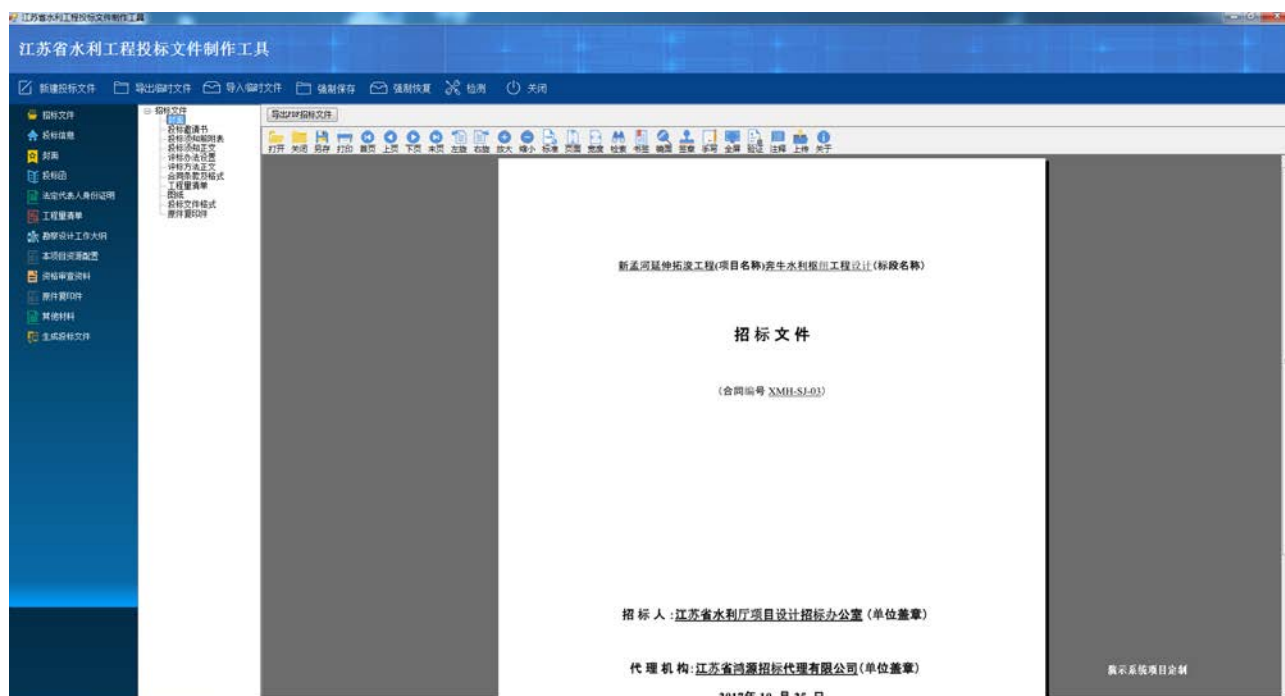 江苏省水利工程投标文件制作工具
江苏省水利工程投标文件制作工具
新建投标文件 导出临时文件 导入临时文件 强制保存 强制恢复 检测 关闭
招标文件
投标信息
封面
投标函
法定代表人身份证明
工程量清单
勘察设计工作大纲
本项目资源配置
资格审查资料
原件复印件
其他材料
生成投标文件
招标文件
封面
投标邀请书
投标须知前附表
投标须知正文
评标办法设置
评标方法正文
合同条款及格式
工程量清单
图纸
投标文件格式
原件复印件
导出PDF招标文件
打开 关闭 另存 打印 首页 上页 下页 末页 左旋 右旋 放大 缩小 标准 页面 宽度 检索 书签 签章 手写 全屏 验证 注释 上传 关于
新孟河延伸拓浚工程(项目名称)奔牛水利枢纽工程设计(标段名称)
招标文件
(合同编号 XMH-SJ-03)
招标人:江苏省水利厅项目设计招标办公室(单位盖章)
代理机构:江苏省鸿源招标代理有限公司(单位盖章)
2017年10月25日